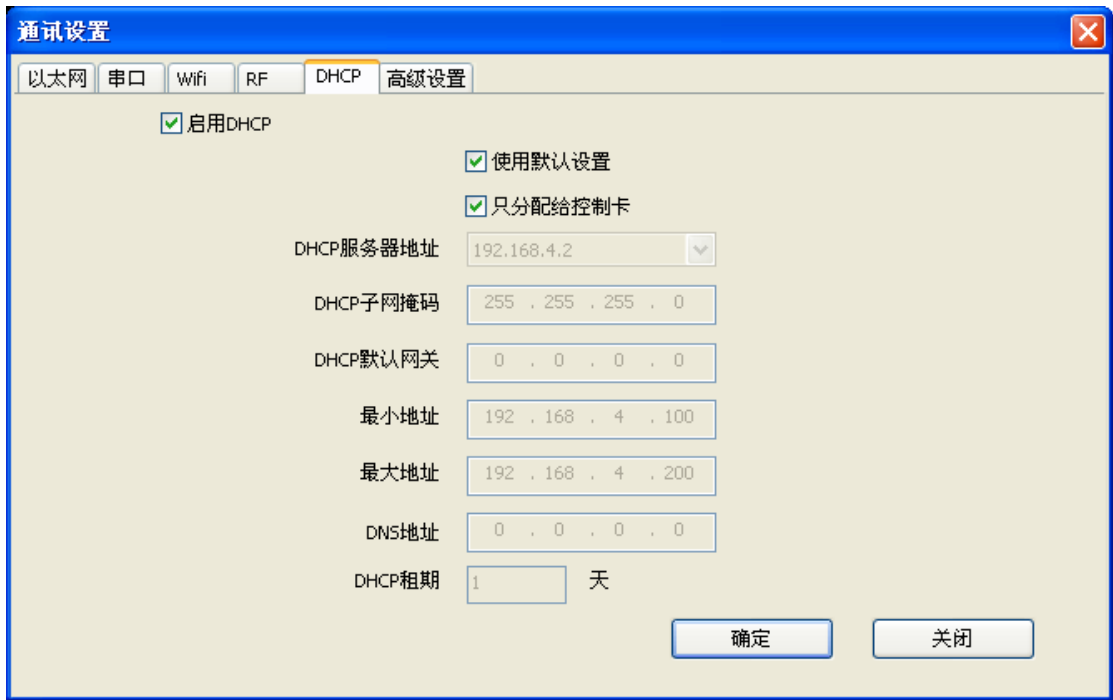 通讯设置
以太网 串口 Wifi RF DHCP 高级设置
启用DHCP
使用默认设置
只分配给控制卡
DHCP服务器地址 192.168.4.2
DHCP子网掩码 255 . 255 . 255 . 0
DHCP默认网关 0 . 0 . 0 . 0
最小地址 192 . 168 . 4 . 100
最大地址 192 . 168 . 4 . 200
DNS地址 0 . 0 . 0 . 0
DHCP租期 1 天
确定 关闭